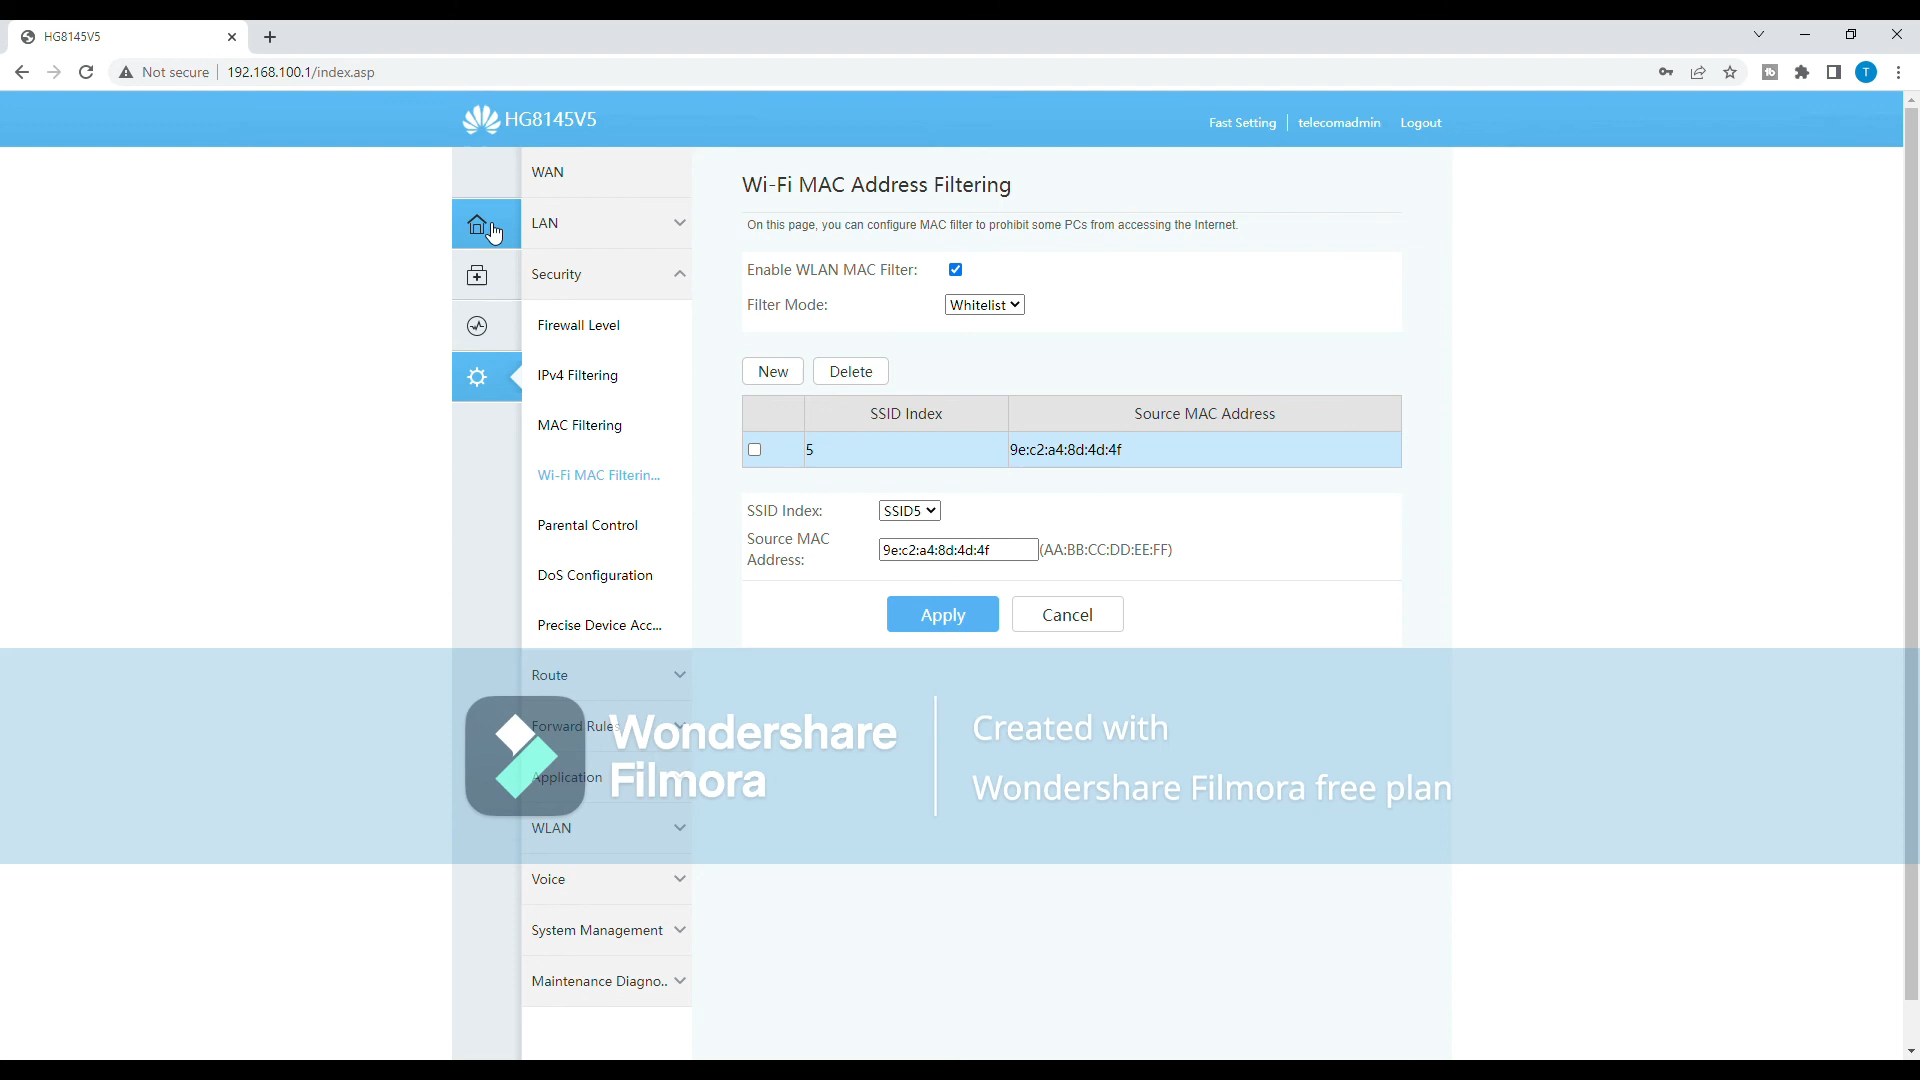 HG8145V5
Not secure
192.168.100.1/index.asp
T
HG8145V5
Fast Setting
telecomadmin
Logout
WAN
LAN
Security
Firewall Level
IPv4 Filtering
MAC Filtering
Wi-Fi MAC Filterin...
Parental Control
DoS Configuration
Precise Device Acc...
Route
Forward Rules
Application
WLAN
Voice
System Management
Maintenance Diagno..
Wi-Fi MAC Address Filtering
On this page, you can configure MAC filter to prohibit some PCs from accessing the Internet.
Enable WLAN MAC Filter:
Filter Mode: Whitelist
New Delete
SSID Index Source MAC Address
5 9e:c2:a4:8d:4d:4f
SSID Index: SSID5
Source MAC
Address:
9e:c2:a4:8d:4d:4f (AA:BB:CC:DD:EE:FF)
Apply Cancel
Wondershare
Filmora
Created with
Wondershare Filmora free plan